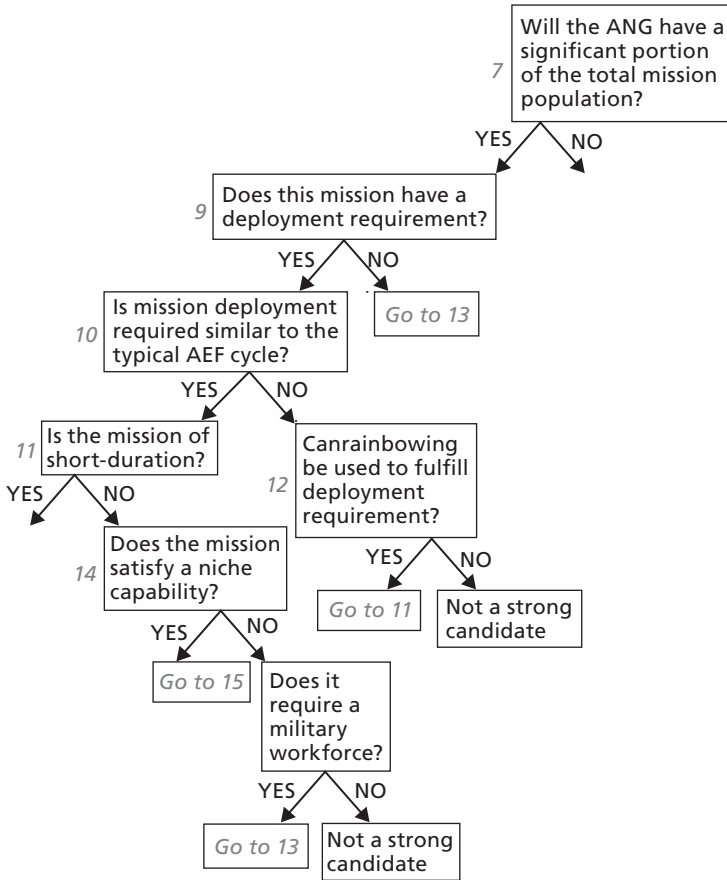 7
Will the ANG have a
significant portion
of the total mission
population?
YES
NO
9
Does this mission have a
deployment requirement?
YES
NO
10
Is mission deployment
required similar to the
typical AEF cycle?
Go to 13
YES
NO
11
Is the mission of
short-duration?
12
Canrainbowing
be used to fulfill
deployment
requirement?
YES
NO
14
Does the mission
satisfy a niche
capability?
YES
NO
Go to 11
Not a strong
candidate
YES
NO
Go to 15
Does it
require a
military
workforce?
YES
NO
Go to 13
Not a strong
candidate